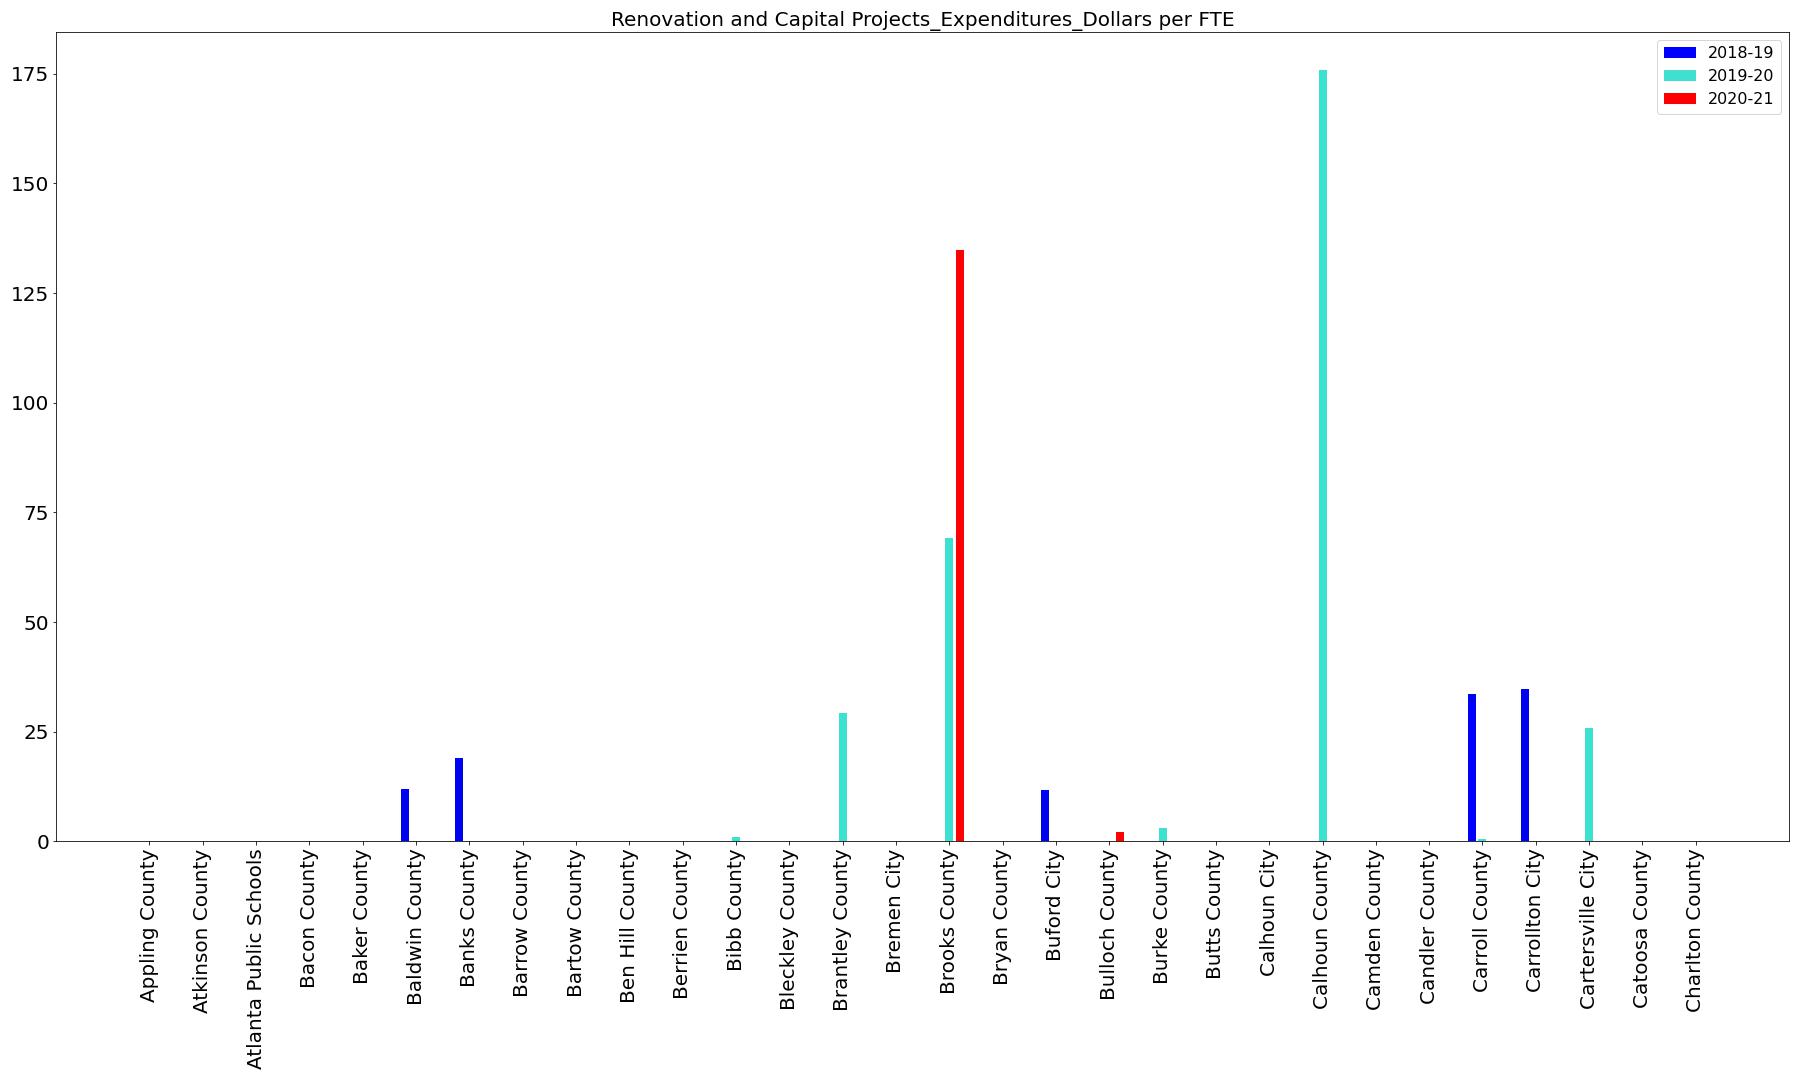 Renovation and Capital Projects_Expenditures_Dollars per FTE
2018-19
2019-20
2020-21
175
150
125
100
75
50
25
0
Appling County
Atkinson County
Atlanta Public Schools
Bacon County
Baker County
Baldwin County
Banks County
Barrow County
Bartow County
Ben Hill County
Berrien County
Bibb County
Bleckley County
Brantley County
Bremen City
Brooks County
Bryan County
Buford City
Bulloch County
Burke County
Butts County
Calhoun City
Calhoun County
Camden County
Candler County
Carroll County
Carrollton City
Cartersville City
Catoosa County
Charlton County